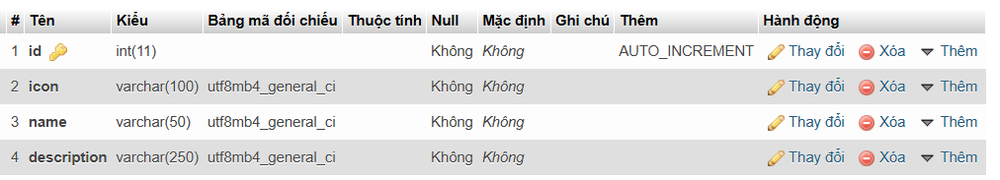 # Tên Kiểu Bảng mã đối chiếu Thuộc tính Null Mặc định Ghi chú Thêm Hành động
1 id int(11) Không Không AUTO_INCREMENT Thay đổi Xóa Thêm
2 icon varchar(100) utf8mb4_general_ci Không Không Thay đổi Xóa Thêm
3 name varchar(50) utf8mb4_general_ci Không Không Thay đổi Xóa Thêm
4 description varchar(250) utf8mb4_general_ci Không Không Thay đổi Xóa Thêm